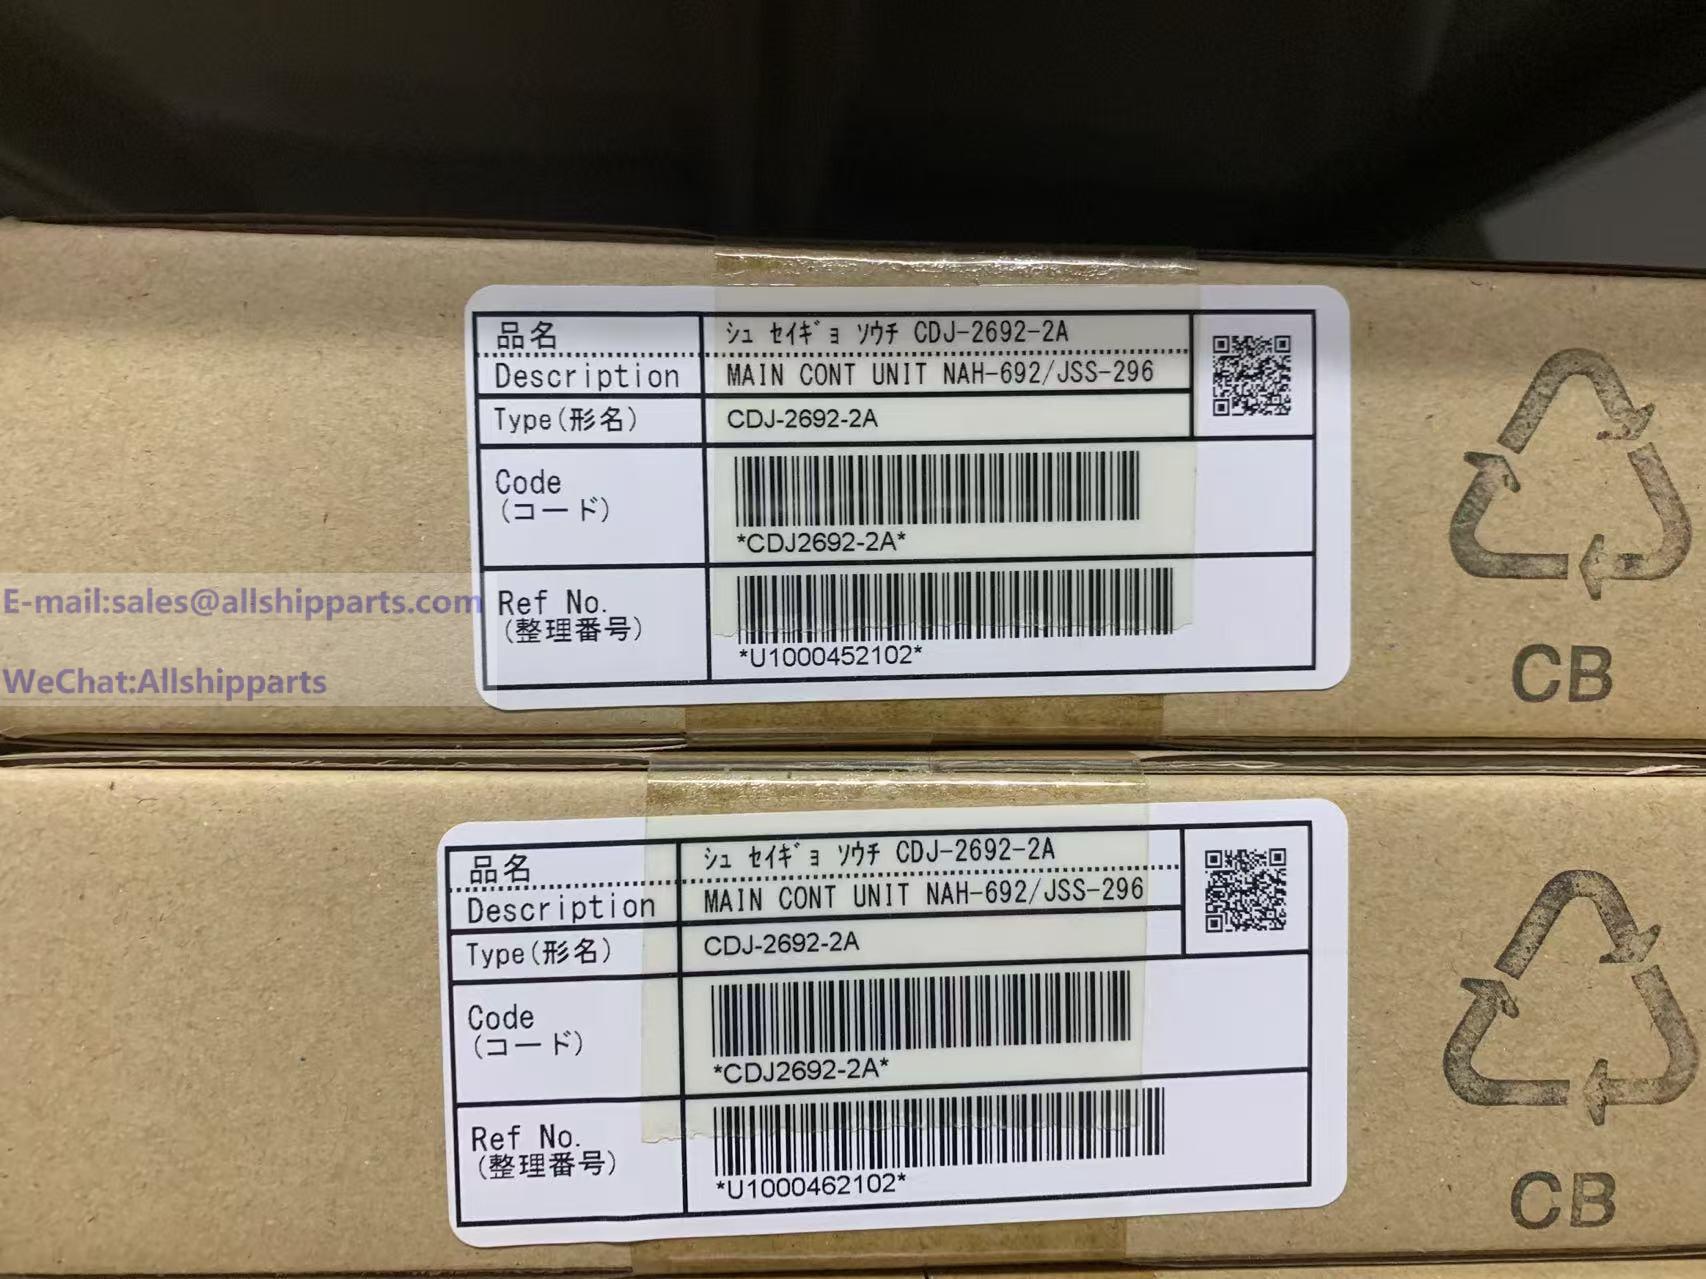 品名
ｼｭ ｾｲｷﾞｮ ｿｳﾁ CDJ-2692-2A
Description
MAIN CONT UNIT NAH-692/JSS-296
Type(形名)
CDJ-2692-2A
Code
(コード)
*CDJ2692-2A*
Ref No.
(整理番号)
*U1000452102*
CB
E-mail:sales@allshipparts.com
WeChat:Allshipparts
品名
ｼｭ ｾｲｷﾞｮ ｿｳﾁ CDJ-2692-2A
Description
MAIN CONT UNIT NAH-692/JSS-296
Type(形名)
CDJ-2692-2A
Code
(コード)
*CDJ2692-2A*
Ref No.
(整理番号)
*U1000462102*
CB